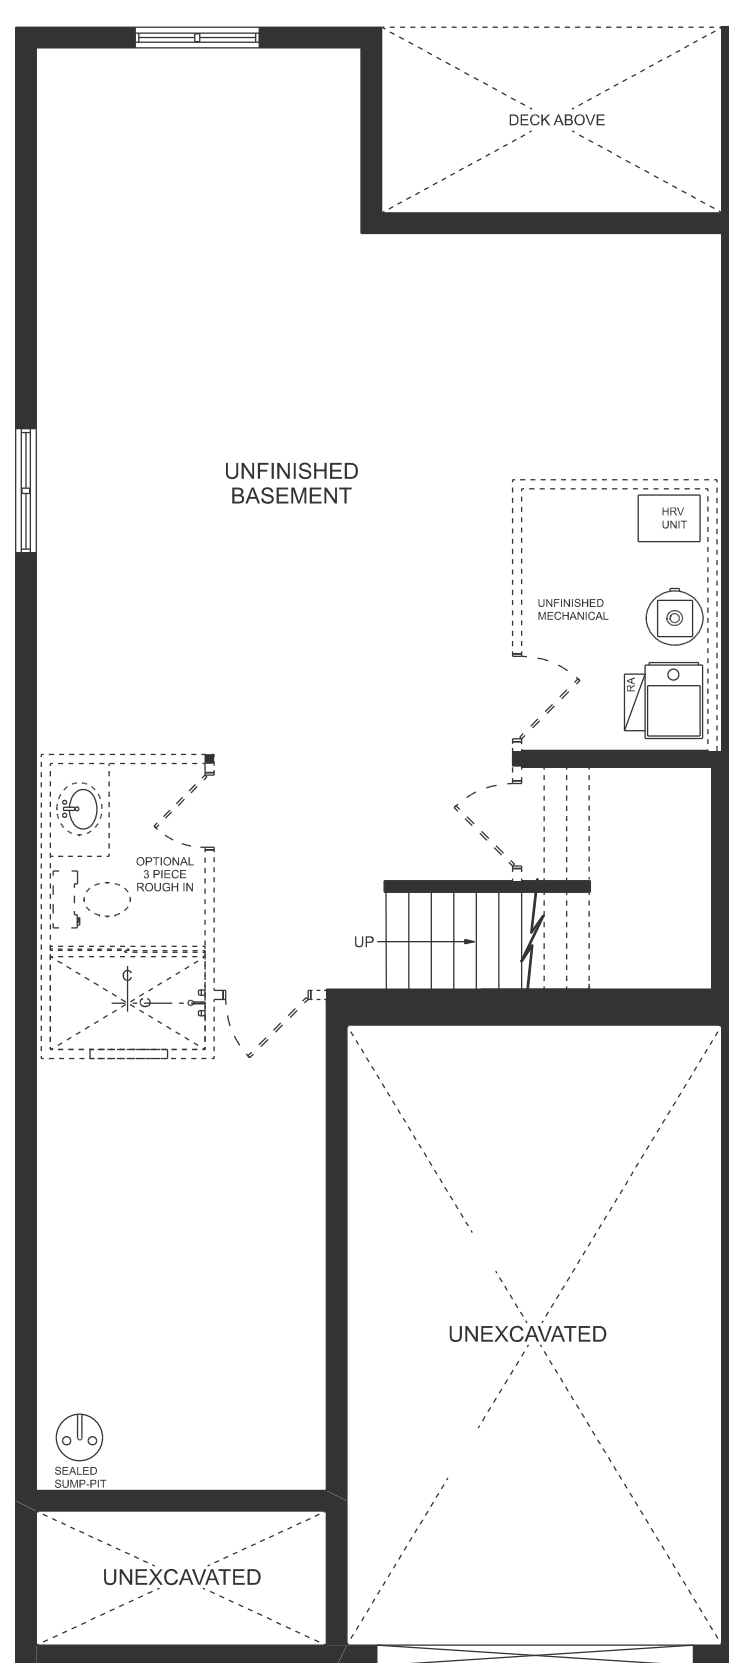 DECK ABOVE
UNFINISHED
BASEMENT
HRV
UNIT
UNFINISHED
MECHANICAL
RA
OPTIONAL
3 PIECE
ROUGH IN
UP
C
C
UNEXCAVATED
SEALED
SUMP-PIT
UNEXCAVATED